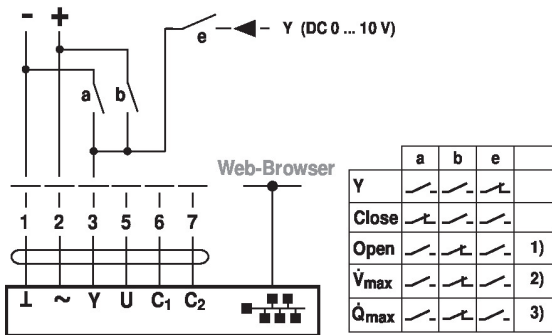 - +
e Y (DC 0 ... 10 V)
a b
Web-Browser
1 2 3 5 6 7
⊥ ~ Y U C1 C2
a b e
Y
Close
Open 1)
V̇max 2)
Q̇max 3)